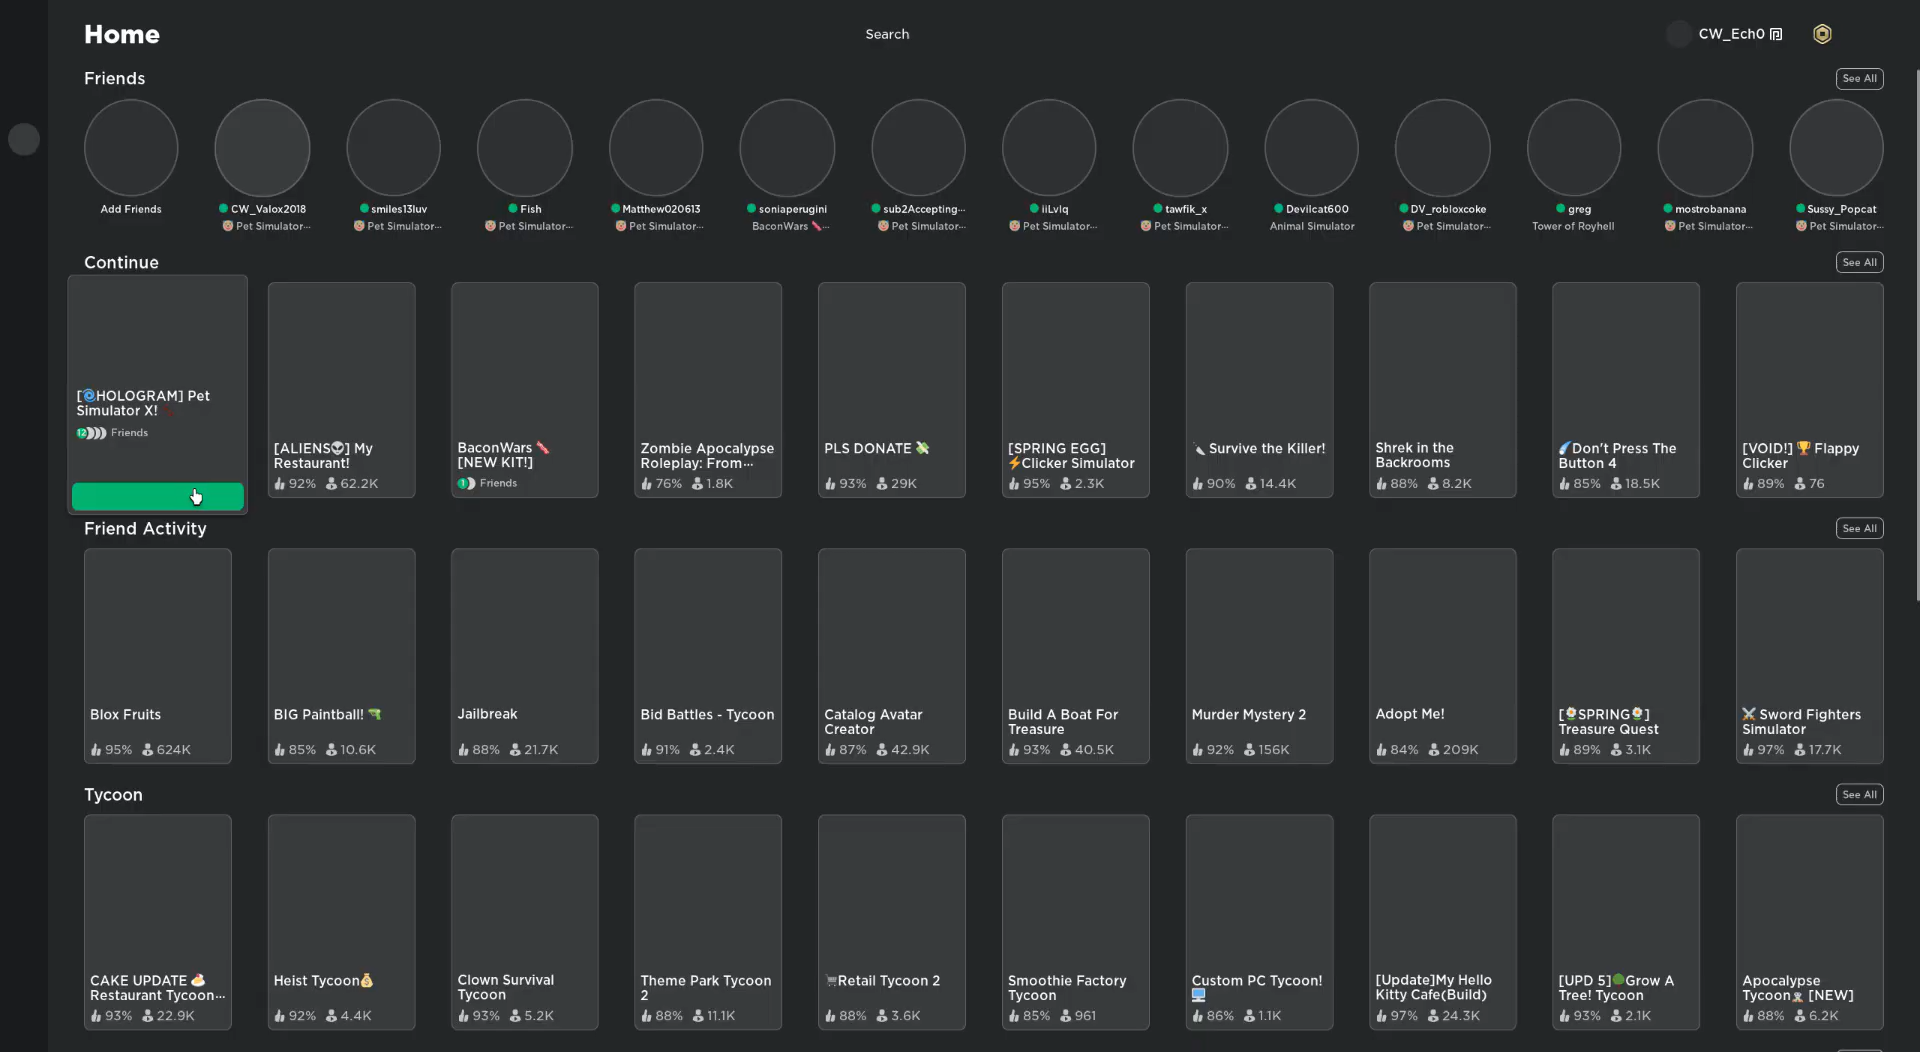 Home
Search
CW_Ech0
Friends
See All
Add Friends
CW_Valox2018
Pet Simulator...
smiles13luv
Pet Simulator...
Fish
Pet Simulator...
Matthew020613
Pet Simulator...
soniaperugini
BaconWars 🥓...
sub2Accepting...
Pet Simulator...
iiLvlq
Pet Simulator...
tawfik_x
Pet Simulator...
Devilcat600
Animal Simulator
DV_robloxcoke
Pet Simulator...
greg
Tower of Royhell
mostrobanana
Pet Simulator...
Sussy_Popcat
Pet Simulator...
Continue
See All
[🌀HOLOGRAM] Pet
Simulator X!
12 Friends
[ALIENS👽] My
Restaurant!
92% 62.2K
BaconWars 🥓
[NEW KIT!]
1 Friends
Zombie Apocalypse
Roleplay: From...
76% 1.8K
PLS DONATE 💸
93% 29K
[SPRING EGG]
⚡Clicker Simulator
95% 2.3K
🔪 Survive the Killer!
90% 14.4K
Shrek in the
Backrooms
88% 8.2K
Don't Press The
Button 4
85% 18.5K
[VOID!] 🏆 Flappy
Clicker
89% 76
Friend Activity
See All
Blox Fruits
95% 624K
BIG Paintball! 🔫
85% 10.6K
Jailbreak
88% 21.7K
Bid Battles - Tycoon
91% 2.4K
Catalog Avatar
Creator
87% 42.9K
Build A Boat For
Treasure
93% 40.5K
Murder Mystery 2
92% 156K
Adopt Me!
84% 209K
[🌼SPRING🌼]
Treasure Quest
89% 3.1K
⚔️ Sword Fighters
Simulator
97% 17.7K
Tycoon
See All
CAKE UPDATE 🍰
Restaurant Tycoon...
93% 22.9K
Heist Tycoon💰
92% 4.4K
Clown Survival
Tycoon
93% 5.2K
Theme Park Tycoon
2
88% 11.1K
🛒Retail Tycoon 2
88% 3.6K
Smoothie Factory
Tycoon
85% 961
Custom PC Tycoon!
🖥️
86% 1.1K
[Update]My Hello
Kitty Cafe(Build)
97% 24.3K
[UPD 5]🌳Grow A
Tree! Tycoon
93% 2.1K
Apocalypse
Tycoon [NEW]
88% 6.2K